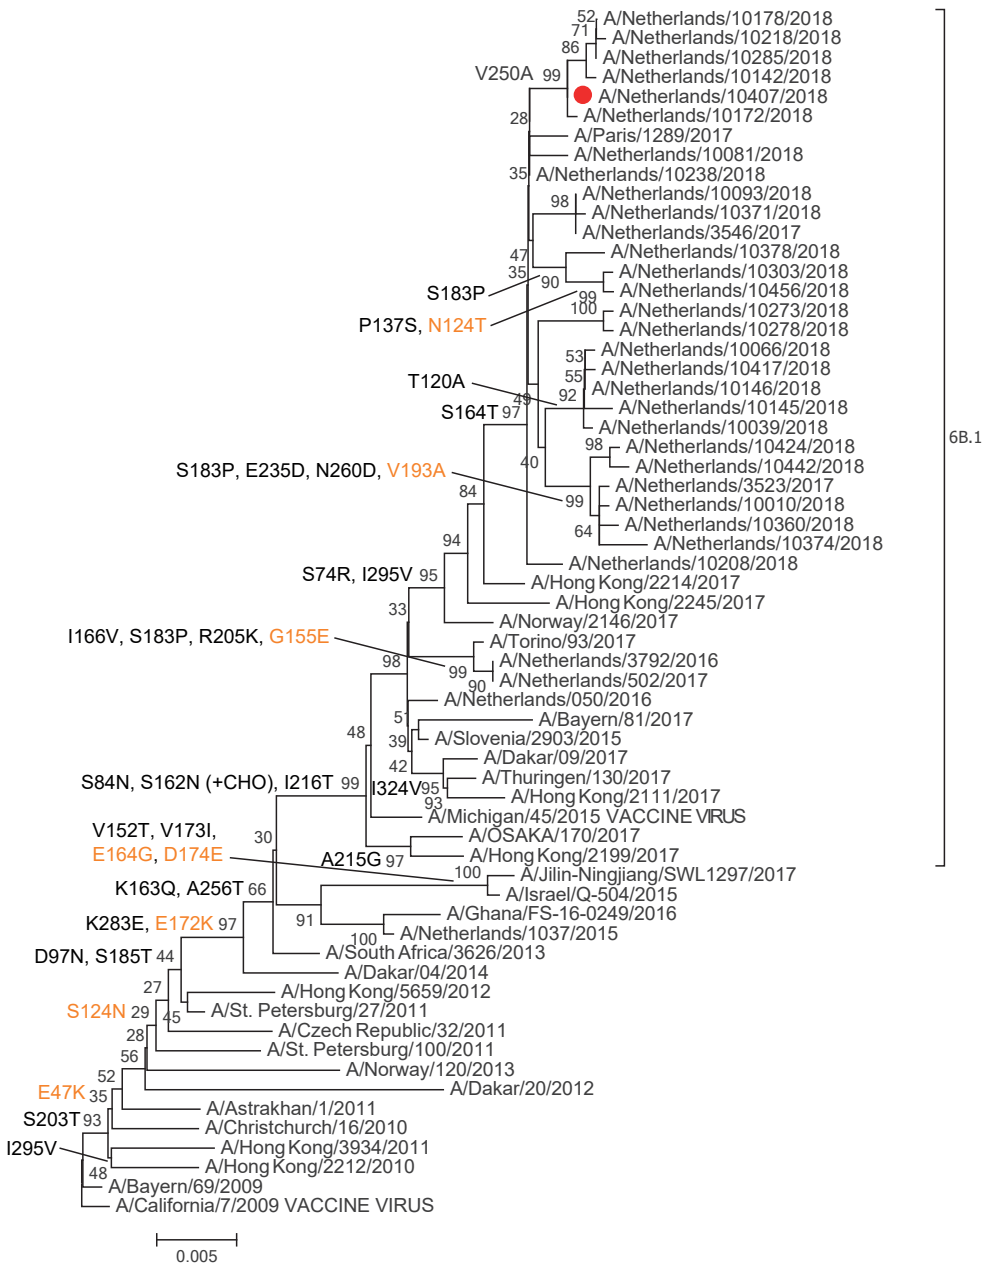 52 A/Netherlands/10178/2018
71 A/Netherlands/10218/2018
86 A/Netherlands/10285/2018
V250A 99 A/Netherlands/10142/2018
A/Netherlands/10407/2018
28 A/Netherlands/10172/2018
A/Paris/1289/2017
A/Netherlands/10081/2018
35 A/Netherlands/10238/2018
98 A/Netherlands/10093/2018
A/Netherlands/10371/2018
A/Netherlands/3546/2017
47 A/Netherlands/10378/2018
35 90 A/Netherlands/10303/2018
S183P 99 A/Netherlands/10456/2018
P137S, N124T 100 A/Netherlands/10273/2018
A/Netherlands/10278/2018
53 A/Netherlands/10066/2018
55 A/Netherlands/10417/2018
T120A 92 A/Netherlands/10146/2018
S164T 97 49 A/Netherlands/10145/2018
A/Netherlands/10039/2018
6B.1
98 A/Netherlands/10424/2018
S183P, E235D, N260D, V193A 40 A/Netherlands/10442/2018
84 99 A/Netherlands/3523/2017
A/Netherlands/10010/2018
64 A/Netherlands/10360/2018
94 A/Netherlands/10374/2018
A/Netherlands/10208/2018
S74R, I295V 95 A/Hong Kong/2214/2017
33 A/Hong Kong/2245/2017
A/Norway/2146/2017
I166V, S183P, R205K, G155E A/Torino/93/2017
98 99 A/Netherlands/3792/2016
90 A/Netherlands/502/2017
A/Netherlands/050/2016
51 A/Bayern/81/2017
48 39 A/Slovenia/2903/2015
42 A/Dakar/09/2017
S84N, S162N (+CHO), I216T 99 I324V 95 A/Thuringen/130/2017
93 A/Hong Kong/2111/2017
A/Michigan/45/2015 VACCINE VIRUS
V152T, V173I, 30 A/OSAKA/170/2017
E164G, D174E A215G 97 A/Hong Kong/2199/2017
100 A/Jilin-Ningjiang/SWL1297/2017
K163Q, A256T 66 A/Israel/Q-504/2015
K283E, E172K 97 91 A/Ghana/FS-16-0249/2016
100 A/Netherlands/1037/2015
D97N, S185T 44 A/South Africa/3626/2013
A/Dakar/04/2014
27 A/Hong Kong/5659/2012
S124N 29 45 A/St. Petersburg/27/2011
28 A/Czech Republic/32/2011
56 A/St. Petersburg/100/2011
52 A/Norway/120/2013
E47K 35 A/Dakar/20/2012
A/Astrakhan/1/2011
S203T 93 A/Christchurch/16/2010
I295V A/Hong Kong/3934/2011
48 A/Hong Kong/2212/2010
A/Bayern/69/2009
A/California/7/2009 VACCINE VIRUS
0.005